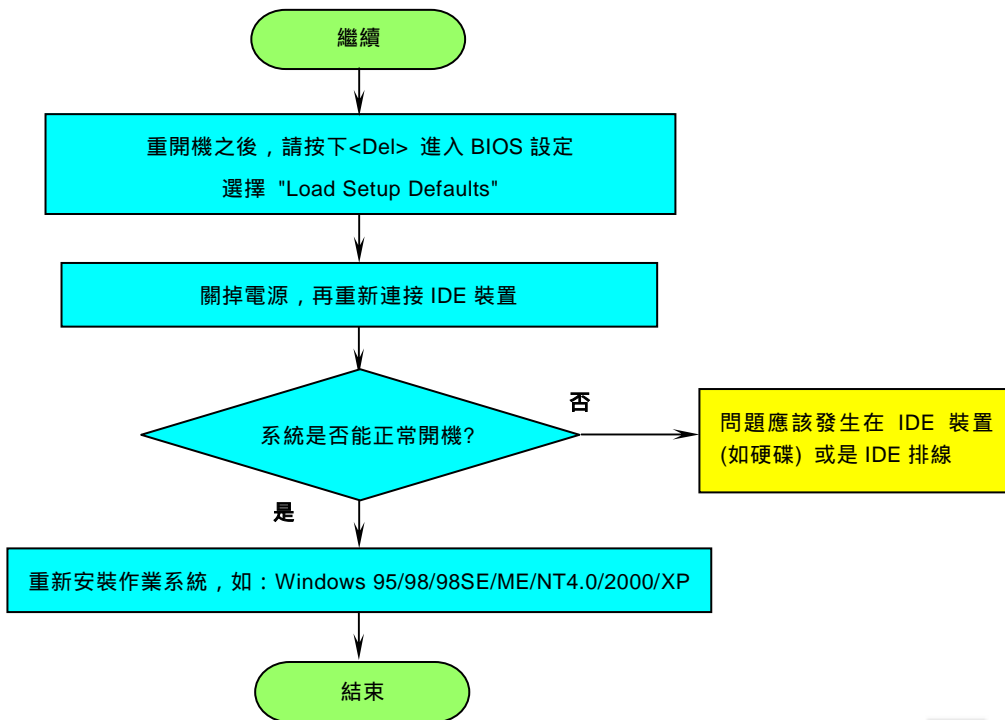 繼續
重開機之後，請按下<Del> 進入 BIOS 設定
選擇 "Load Setup Defaults"
關掉電源，再重新連接 IDE 裝置
系統是否能正常開機?
否
問題應該發生在 IDE 裝置
(如硬碟) 或是 IDE 排線
是
重新安裝作業系統，如：Windows 95/98/98SE/ME/NT4.0/2000/XP
結束